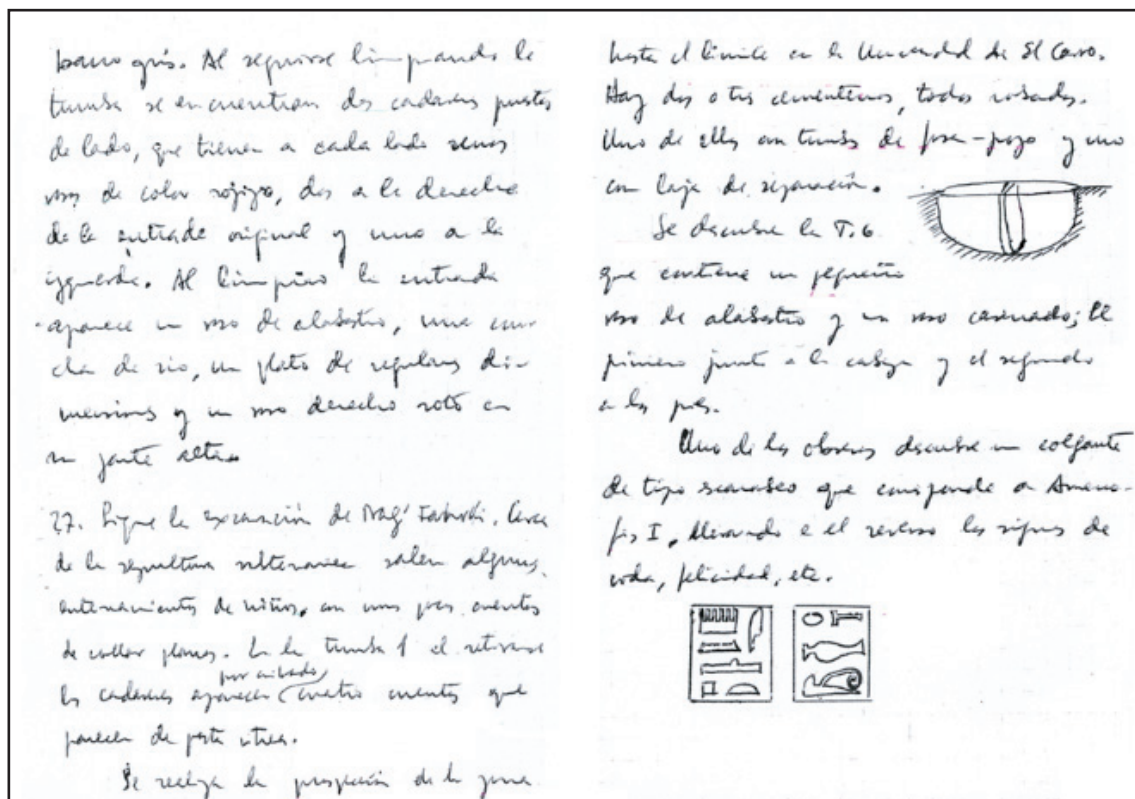 barro gris. Al seguirse limpiando la
tumba se encuentran dos cadáveres puestos
de lado, que tienen a cada lado sendos
vasos de color rojizo, dos a la derecha
de la entrada original y uno a la
izquierda. Al limpiar la entrada
aparece un vaso de alabastro, una con-
cha de río, un plato de regulares di-
mensiones y un vaso derecho roto en
su parte alta.
27. Sigue la excavación de Nag' . Cerca
de la sepultura subterranea salen algunos
enterramientos de niños, con unas pocas cuentas
de collar planas. En la tumba 1 al retirarse
los cadáveres aparecen (por cribado) cuatro cuentas que
parecen de pasta vítrea.
Se realiza la prospección de la zona
hasta el límite en la Universidad de El Cairo.
Hay dos otros cementerios, todos robados.
Uno de ellos con tumbas de fosa-pozo y uno
con laja de separación.
Se descubre la T.6.
que contiene un pequeño
vaso de alabastro y un vaso carenado; el
primero junto a la cabeza y el segundo
a los pies.
Uno de los obreros descubre un colgante
de tipo escarabeo que corresponde a Ameno-
fis I, llevando en el reverso los signos de
vida, felicidad, etc.